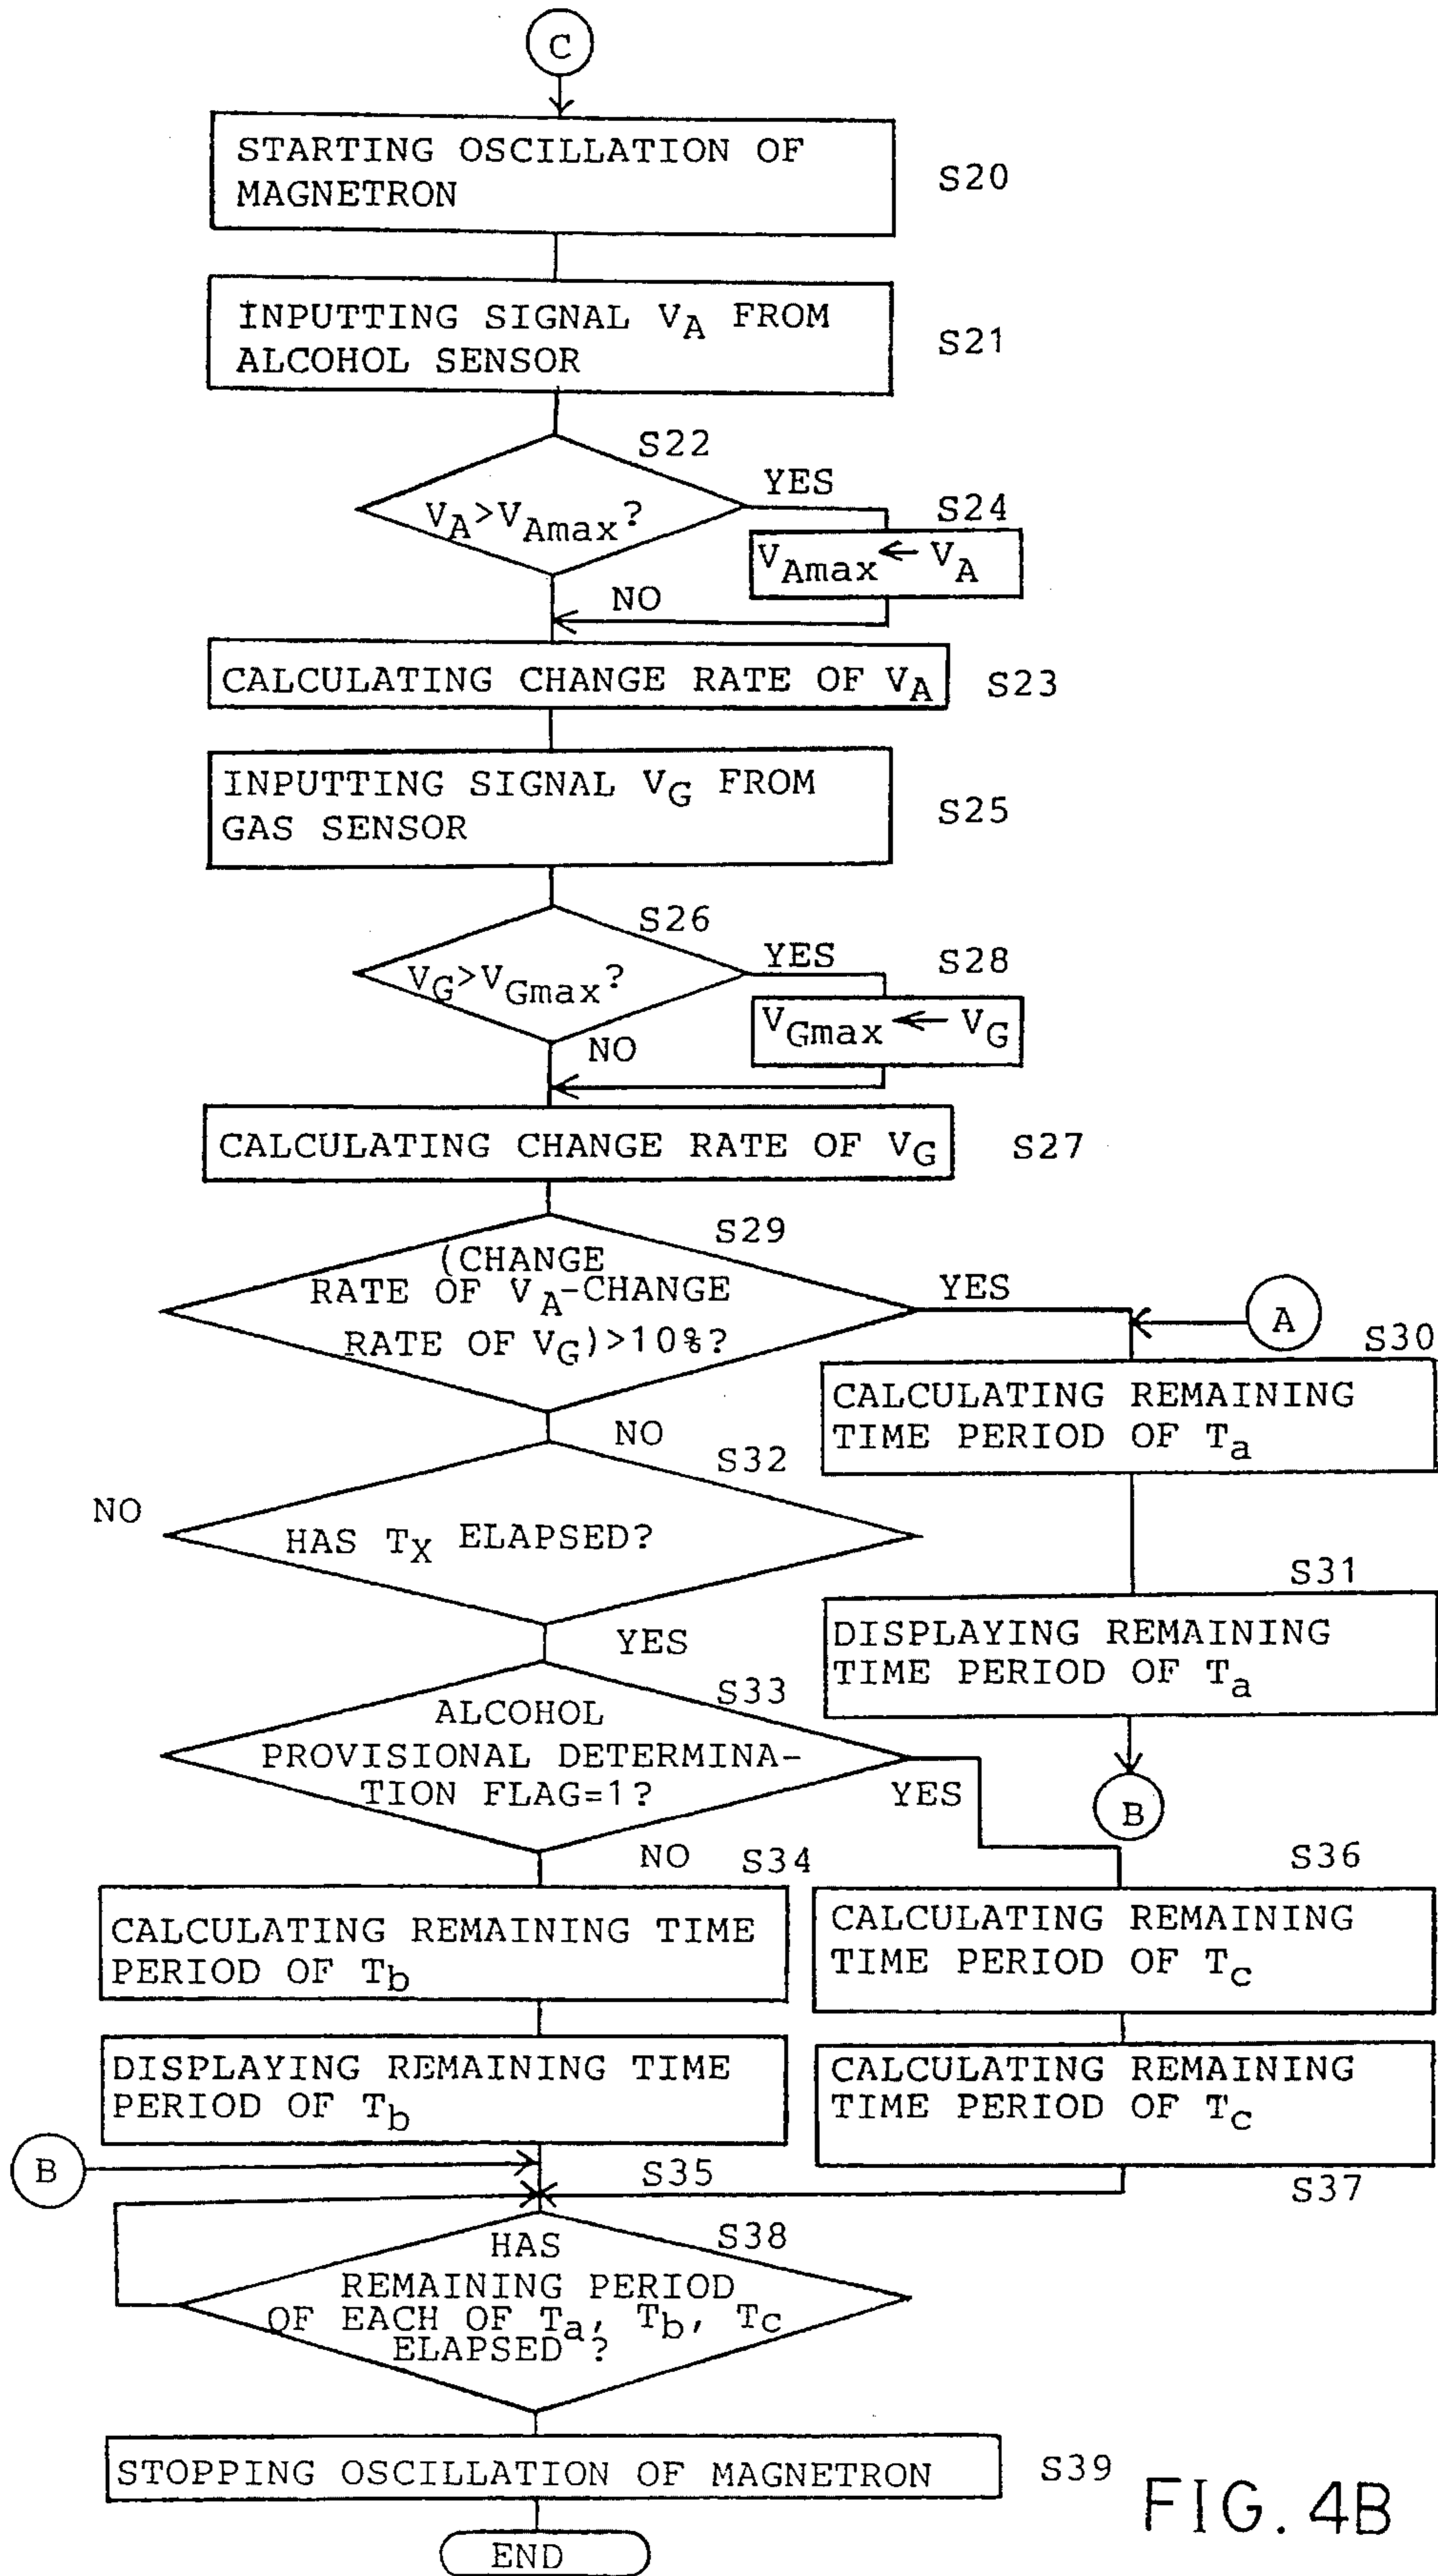 C
STARTING OSCILLATION OF
MAGNETRON
S20
INPUTTING SIGNAL VA FROM
ALCOHOL SENSOR
S21
S22
VA>VAmax?
YES
S24
VAmax ← VA
NO
CALCULATING CHANGE RATE OF VA
S23
INPUTTING SIGNAL VG FROM
GAS SENSOR
S25
S26
VG>VGmax?
YES
S28
VGmax ← VG
NO
CALCULATING CHANGE RATE OF VG
S27
S29
(CHANGE
RATE OF VA-CHANGE
RATE OF VG)>10%?
YES
A
S30
CALCULATING REMAINING
TIME PERIOD OF Ta
NO
S32
NO
HAS TX ELAPSED?
S31
DISPLAYING REMAINING
TIME PERIOD OF Ta
YES
S33
ALCOHOL
PROVISIONAL DETERMINA-
TION FLAG=1?
YES
B
NO
S34
S36
CALCULATING REMAINING TIME
PERIOD OF Tb
CALCULATING REMAINING
TIME PERIOD OF Tc
DISPLAYING REMAINING TIME
PERIOD OF Tb
CALCULATING REMAINING
TIME PERIOD OF Tc
B
S35
S37
S38
HAS
REMAINING PERIOD
OF EACH OF Ta, Tb, Tc
ELAPSED?
STOPPING OSCILLATION OF MAGNETRON
S39
END
FIG. 4B